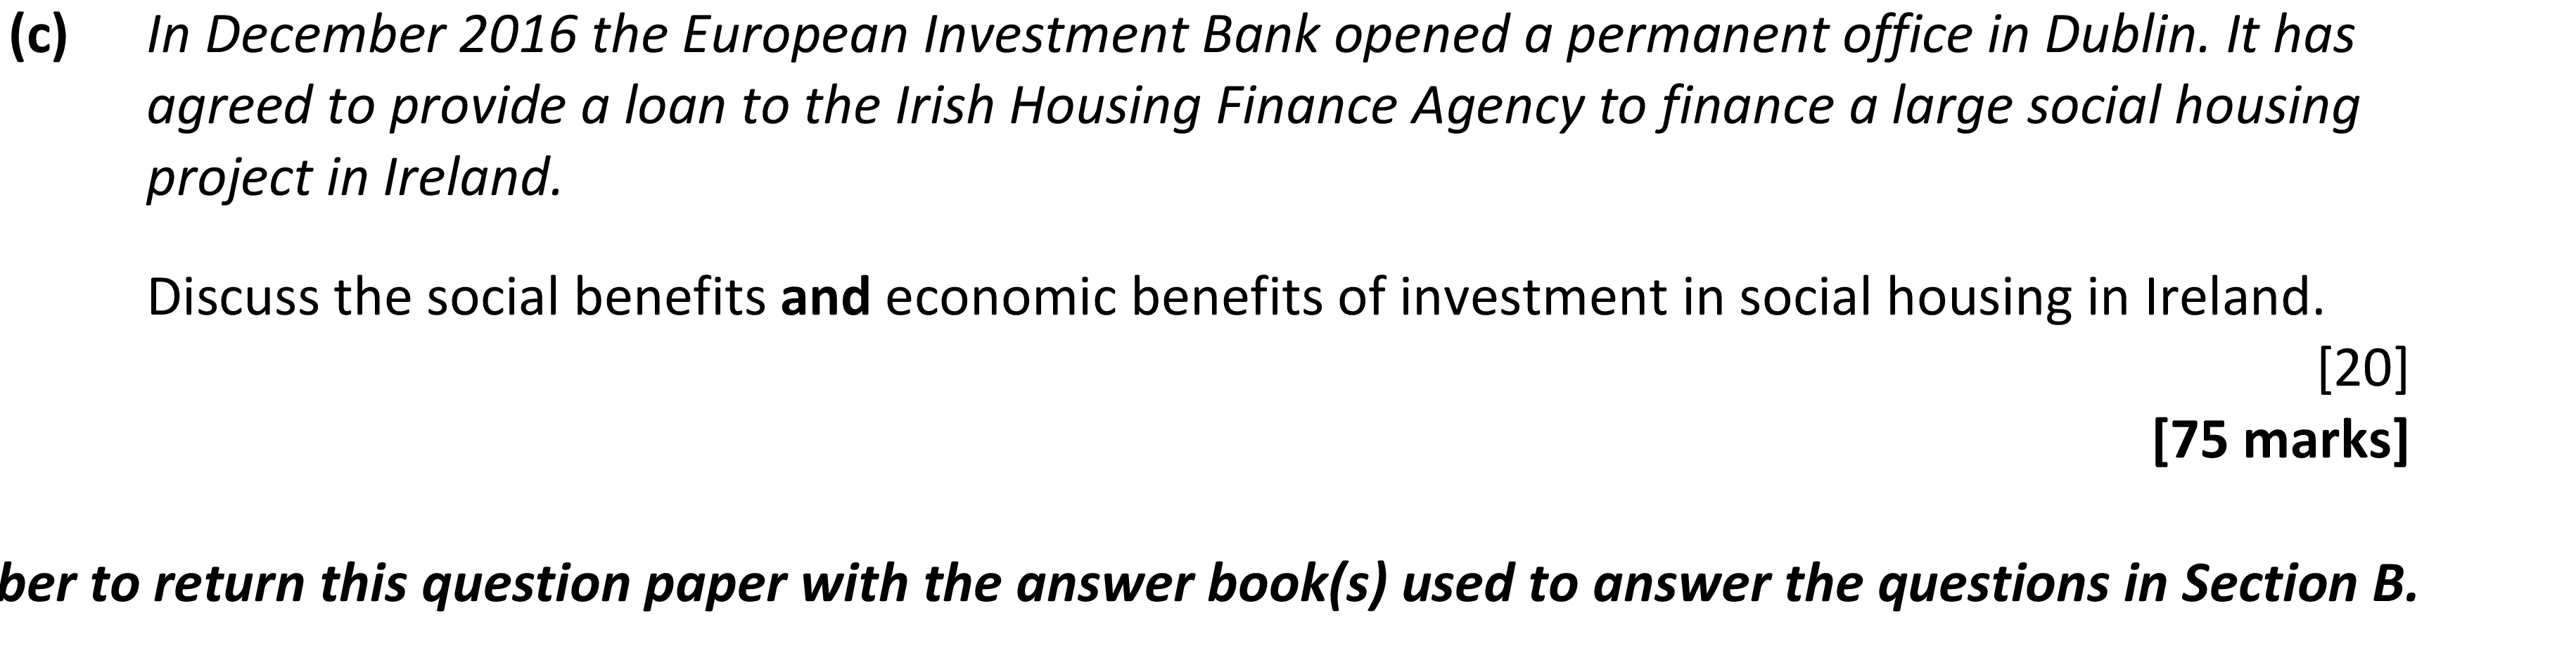 (c) In December 2016 the European Investment Bank opened a permanent office in Dublin. It has
agreed to provide a loan to the Irish Housing Finance Agency to finance a large social housing
project in Ireland.
Discuss the social benefits and economic benefits of investment in social housing in Ireland.
[20]
[75 marks]
ber to return this question paper with the answer book(s) used to answer the questions in Section B.